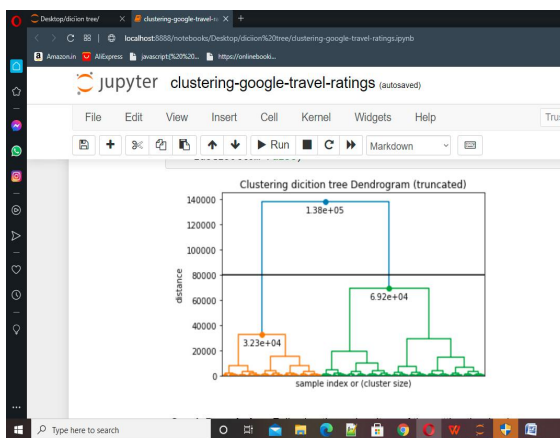 Desktop/diciion tree/
clustering-google-travel-ra
localhost:8888/notebooks/Desktop/diciion%20tree/clustering-google-travel-ratings.ipynb
Amazon.in AliExpress javascript:(%20%20... https://onlinebooki...
jupyter clustering-google-travel-ratings (autosaved)
File Edit View Insert Cell Kernel Widgets Help Trus
Run Markdown
Clustering dicition tree Dendrogram (truncated)
140000
1.38e+05
120000
100000
80000
distance
6.92e+04
60000
40000
3.23e+04
20000
0
sample index or (cluster size)
Type here to search